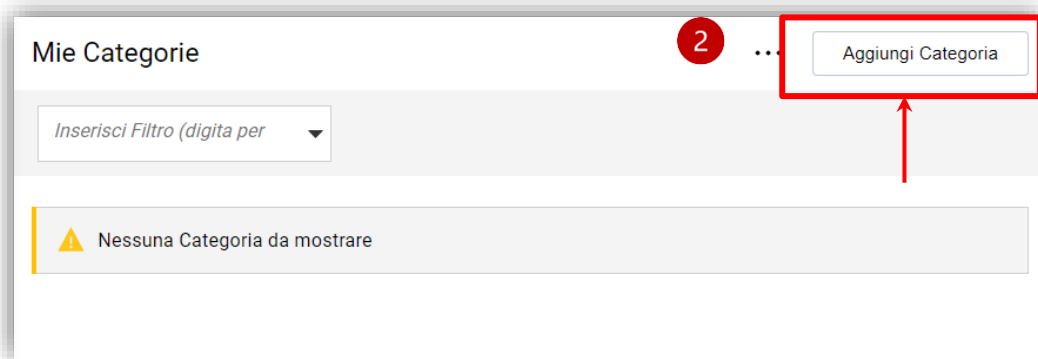 Mie Categorie
2
...
Aggiungi Categoria
Inserisci Filtro (digita per
Nessuna Categoria da mostrare